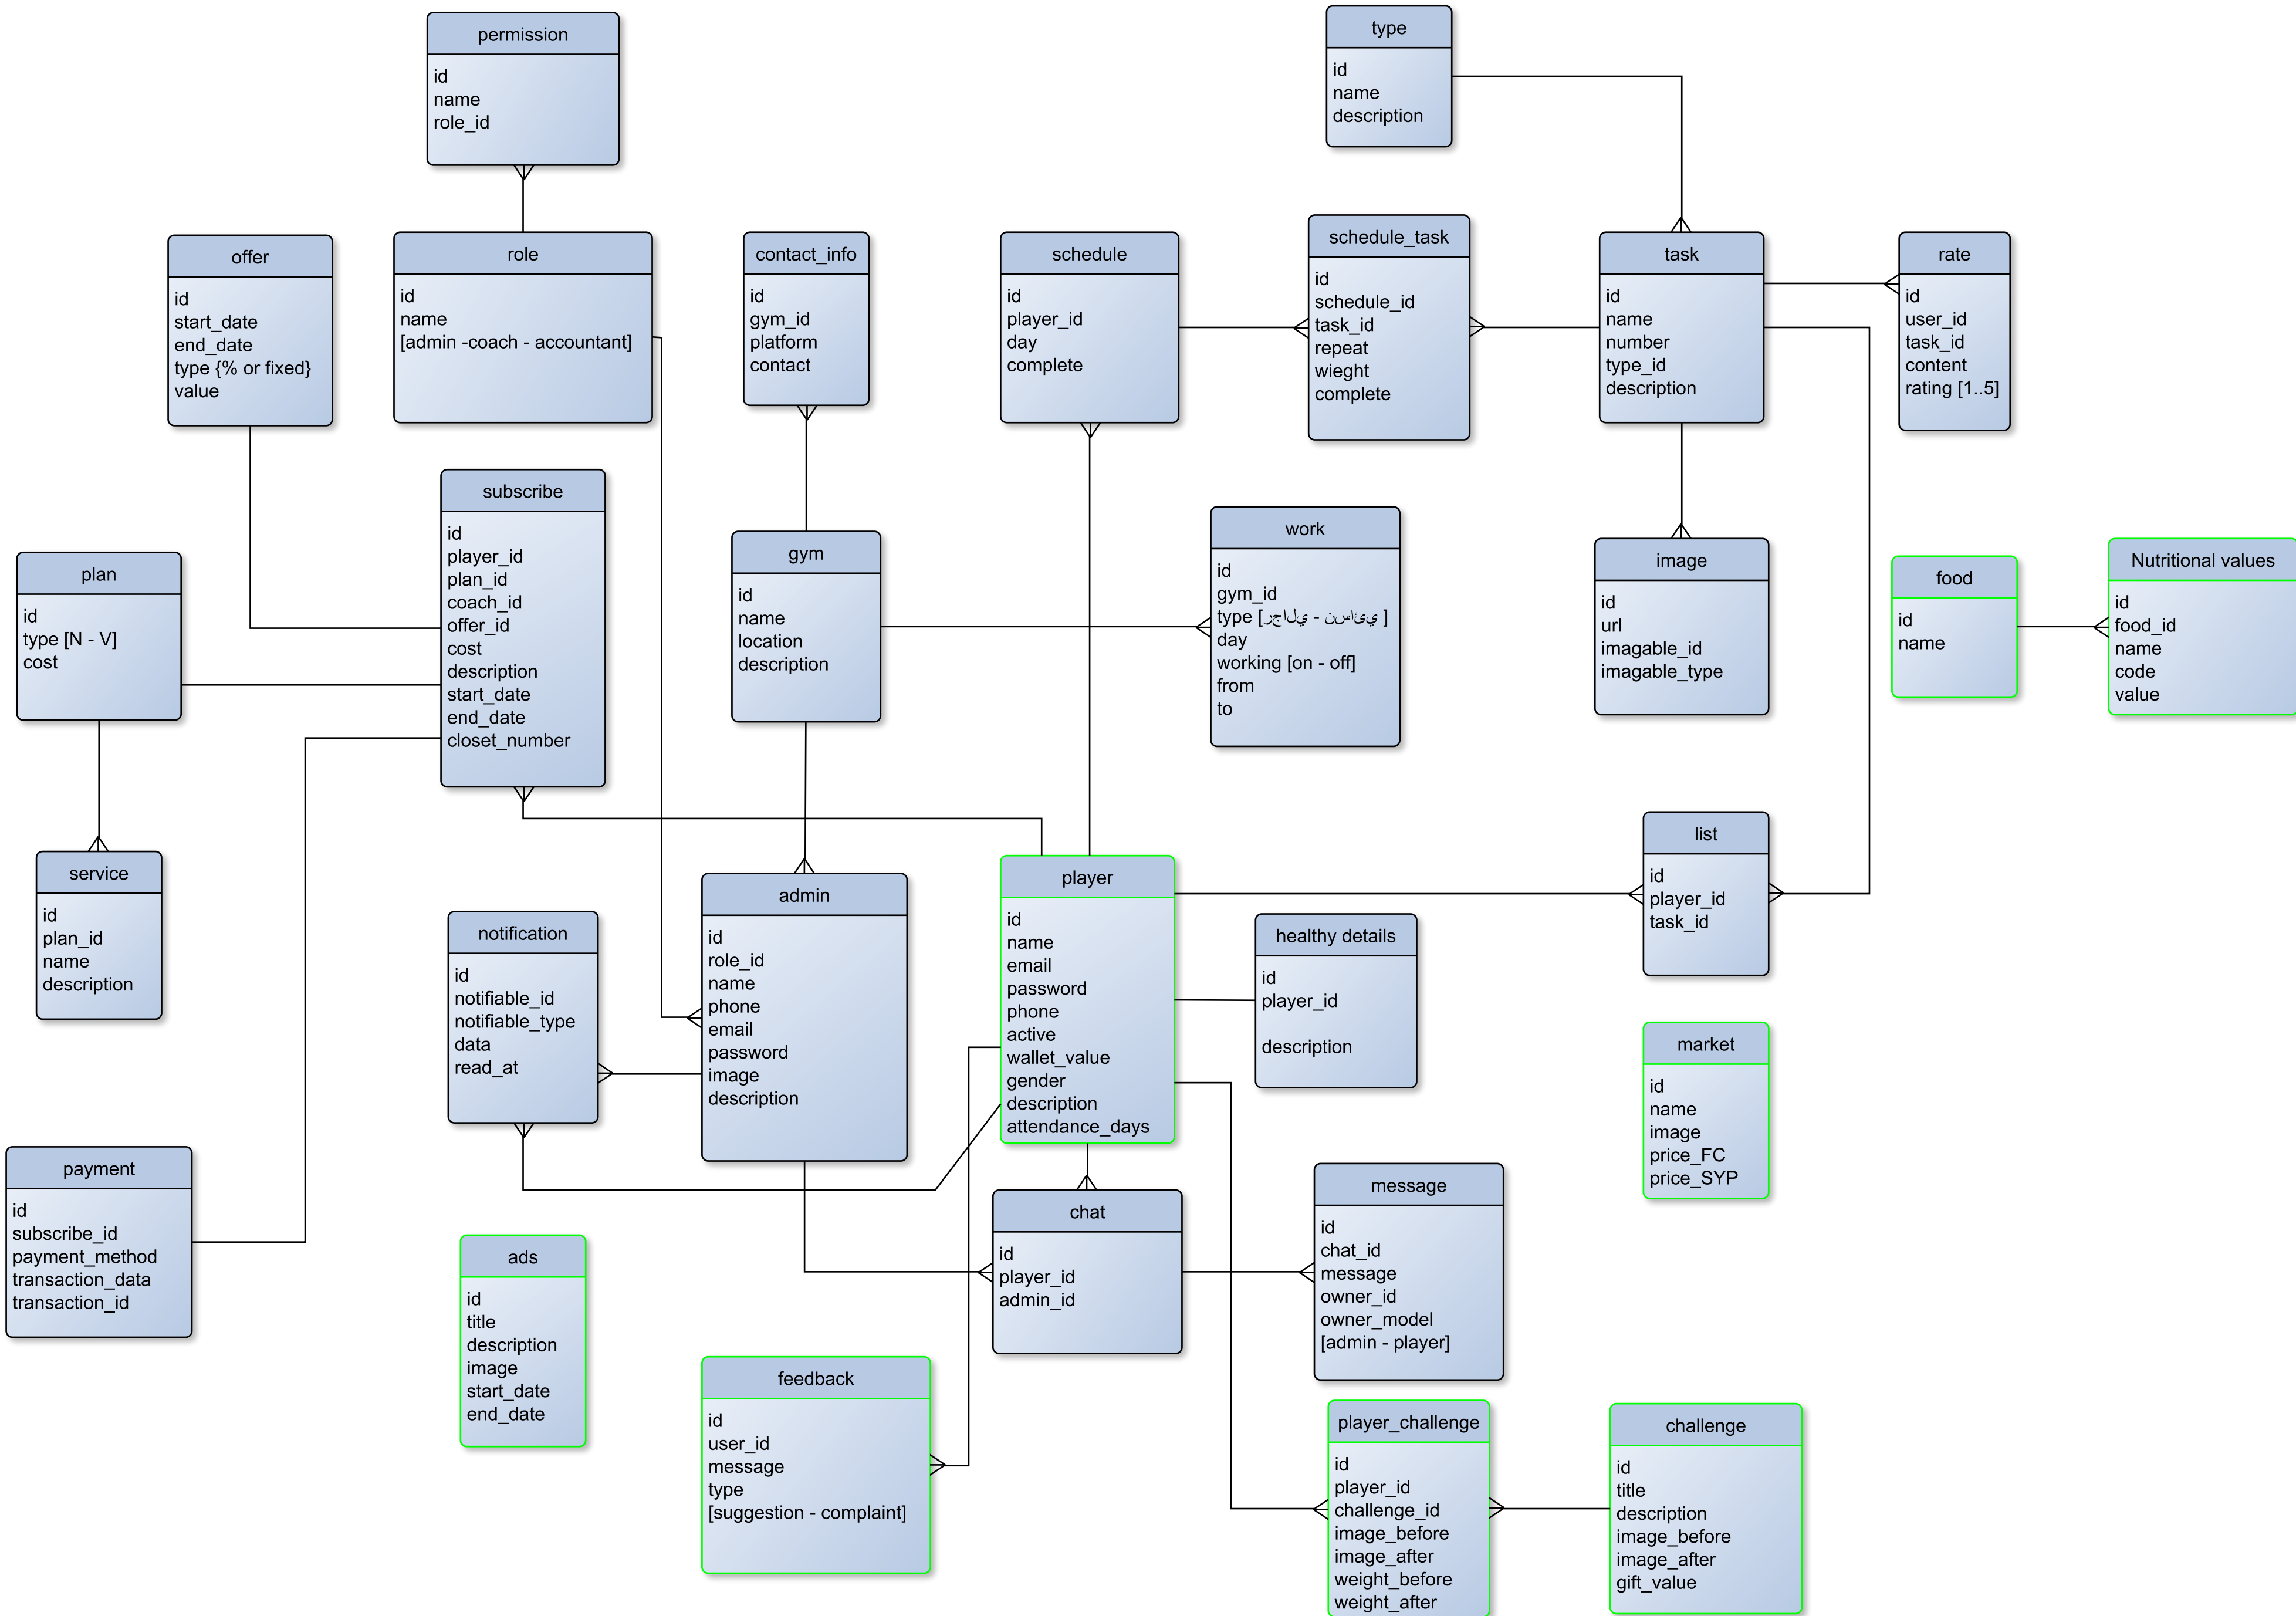 permission
id
name
role_id
type
id
name
description
offer
id
start_date
end_date
type {% or fixed}
value
role
id
name
[admin -coach - accountant]
contact_info
id
gym_id
platform
contact
schedule
id
player_id
day
complete
schedule_task
id
schedule_id
task_id
repeat
wieght
complete
task
id
name
number
type_id
description
rate
id
user_id
task_id
content
rating [1..5]
subscribe
id
player_id
plan_id
coach_id
offer_id
cost
description
start_date
end_date
closet_number
plan
id
type [N - V]
cost
gym
id
name
location
description
work
id
gym_id
type [رجالي - نسائي ]
day
working [on - off]
from
to
image
id
url
imagable_id
imagable_type
food
id
name
Nutritional values
id
food_id
name
code
value
service
id
plan_id
name
description
notification
id
notifiable_id
notifiable_type
data
read_at
admin
id
role_id
name
phone
email
password
image
description
player
id
name
email
password
phone
active
wallet_value
gender
description
attendance_days
healthy details
id
player_id
description
list
id
player_id
task_id
market
id
name
image
price_FC
price_SYP
payment
id
subscribe_id
payment_method
transaction_data
transaction_id
ads
id
title
description
image
start_date
end_date
chat
id
player_id
admin_id
message
id
chat_id
message
owner_id
owner_model
[admin - player]
feedback
id
user_id
message
type
[suggestion - complaint]
player_challenge
id
player_id
challenge_id
image_before
image_after
weight_before
weight_after
challenge
id
title
description
image_before
image_after
gift_value